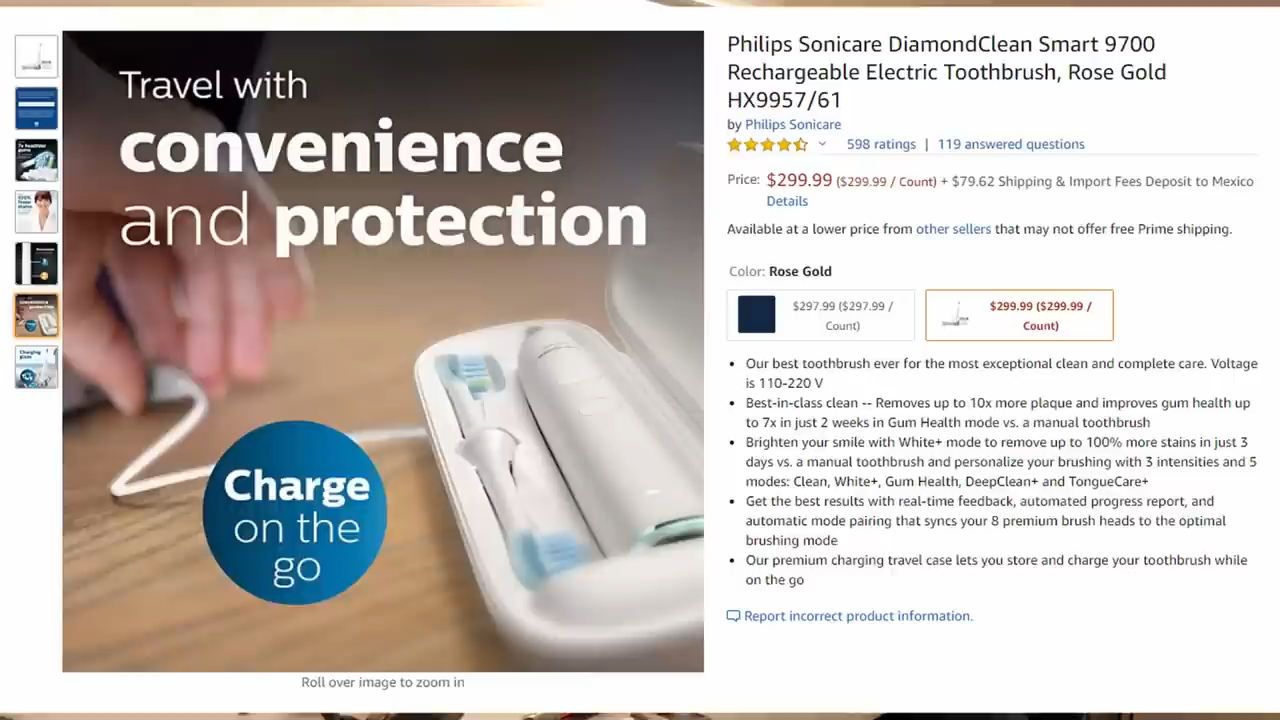 Travel with
convenience
and protection
Charge
on the
go
Roll over image to zoom in
Philips Sonicare DiamondClean Smart 9700
Rechargeable Electric Toothbrush, Rose Gold
HX9957/61
by Philips Sonicare
598 ratings | 119 answered questions
Price: $299.99 ($299.99 / Count) + $79.62 Shipping & Import Fees Deposit to Mexico
Details
Available at a lower price from other sellers that may not offer free Prime shipping.
Color: Rose Gold
$297.99 ($297.99 /
Count)
$299.99 ($299.99 /
Count)
• Our best toothbrush ever for the most exceptional clean and complete care. Voltage
is 110-220 V
• Best-in-class clean -- Removes up to 10x more plaque and improves gum health up
to 7x in just 2 weeks in Gum Health mode vs. a manual toothbrush
• Brighten your smile with White+ mode to remove up to 100% more stains in just 3
days vs. a manual toothbrush and personalize your brushing with 3 intensities and 5
modes: Clean, White+, Gum Health, DeepClean+ and TongueCare+
• Get the best results with real-time feedback, automated progress report, and
automatic mode pairing that syncs your 8 premium brush heads to the optimal
brushing mode
• Our premium charging travel case lets you store and charge your toothbrush while
on the go
Report incorrect product information.